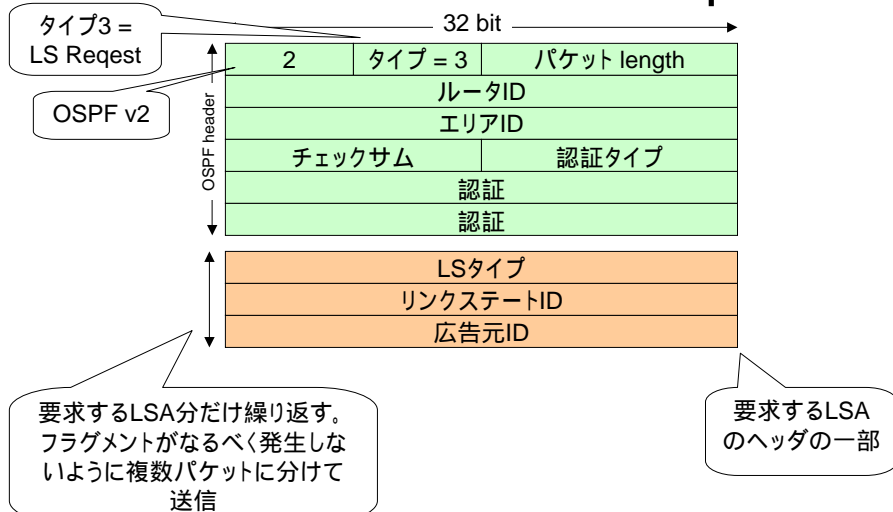 タイプ3 =
LS Reqest
32 bit
2 タイプ = 3 パケット length
OSPF v2
OSPF header
ルータID
エリアID
チェックサム 認証タイプ
認証
認証
LSタイプ
リンクステートID
広告元ID
要求するLSA分だけ繰り返す。
フラグメントがなるべく発生しな
いように複数パケットに分けて
送信
要求するLSA
のヘッダの一部